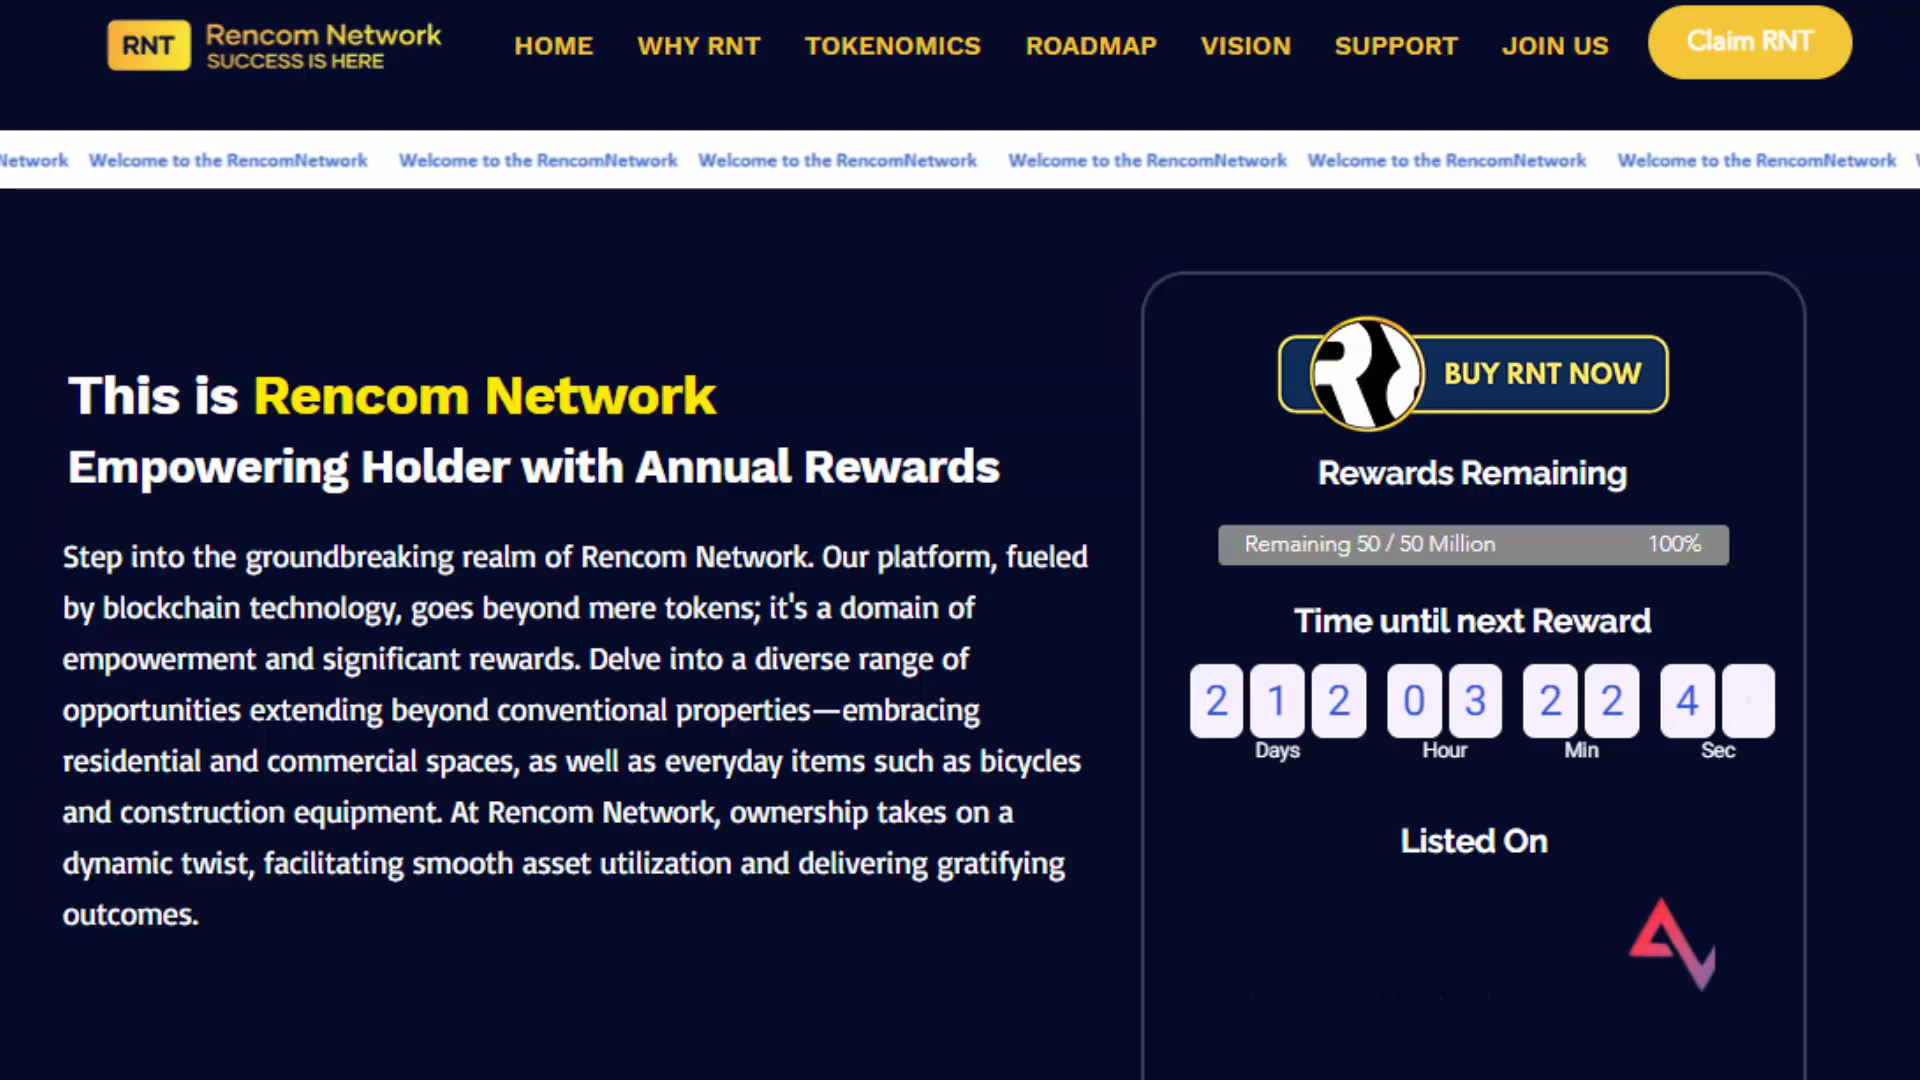 RNT
Rencom Network
SUCCESS IS HERE
HOME WHY RNT TOKENOMICS ROADMAP VISION SUPPORT JOIN US
Claim RNT
Network Welcome to the RencomNetwork Welcome to the RencomNetwork Welcome to the RencomNetwork Welcome to the RencomNetwork Welcome to the RencomNetwork Welcome to the RencomNetwork
This is Rencom Network
Empowering Holder with Annual Rewards
Step into the groundbreaking realm of Rencom Network. Our platform, fueled
by blockchain technology, goes beyond mere tokens; it's a domain of
empowerment and significant rewards. Delve into a diverse range of
opportunities extending beyond conventional properties—embracing
residential and commercial spaces, as well as everyday items such as bicycles
and construction equipment. At Rencom Network, ownership takes on a
dynamic twist, facilitating smooth asset utilization and delivering gratifying
outcomes.
BUY RNT NOW
Rewards Remaining
Remaining 50 / 50 Million 100%
Time until next Reward
2 1 2 0 3 2 2 4
Days Hour Min Sec
Listed On